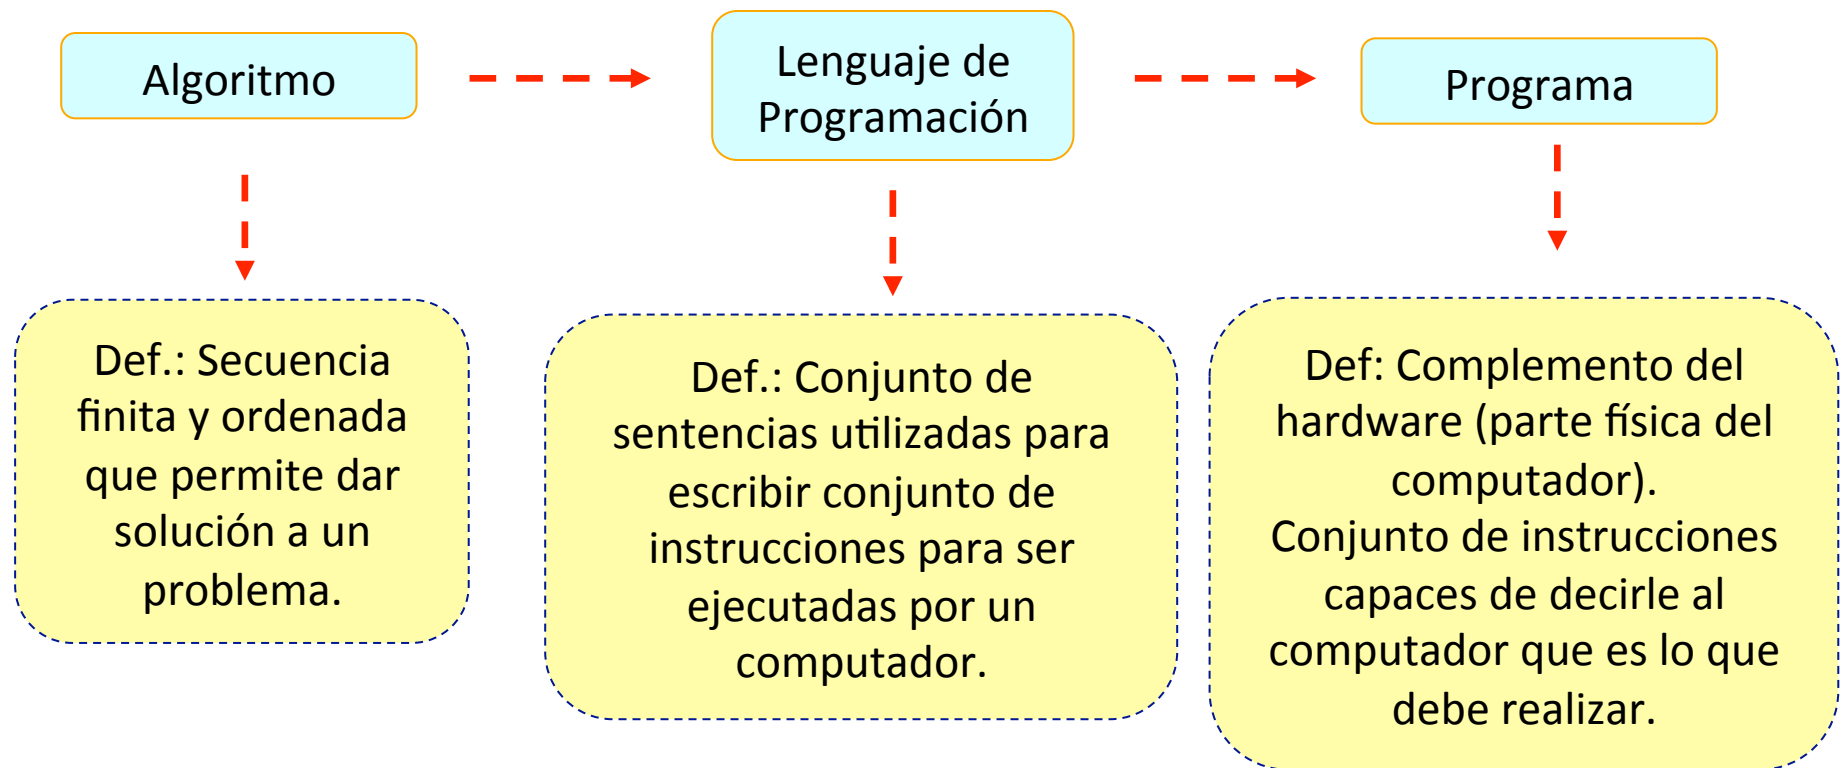 Algoritmo
Lenguaje de
Programación
Programa
Def.: Secuencia
finita y ordenada
que permite dar
solución a un
problema.
Def.: Conjunto de
sentencias utilizadas para
escribir conjunto de
instrucciones para ser
ejecutadas por un
computador.
Def: Complemento del
hardware (parte física del
computador).
Conjunto de instrucciones
capaces de decirle al
computador que es lo que
debe realizar.